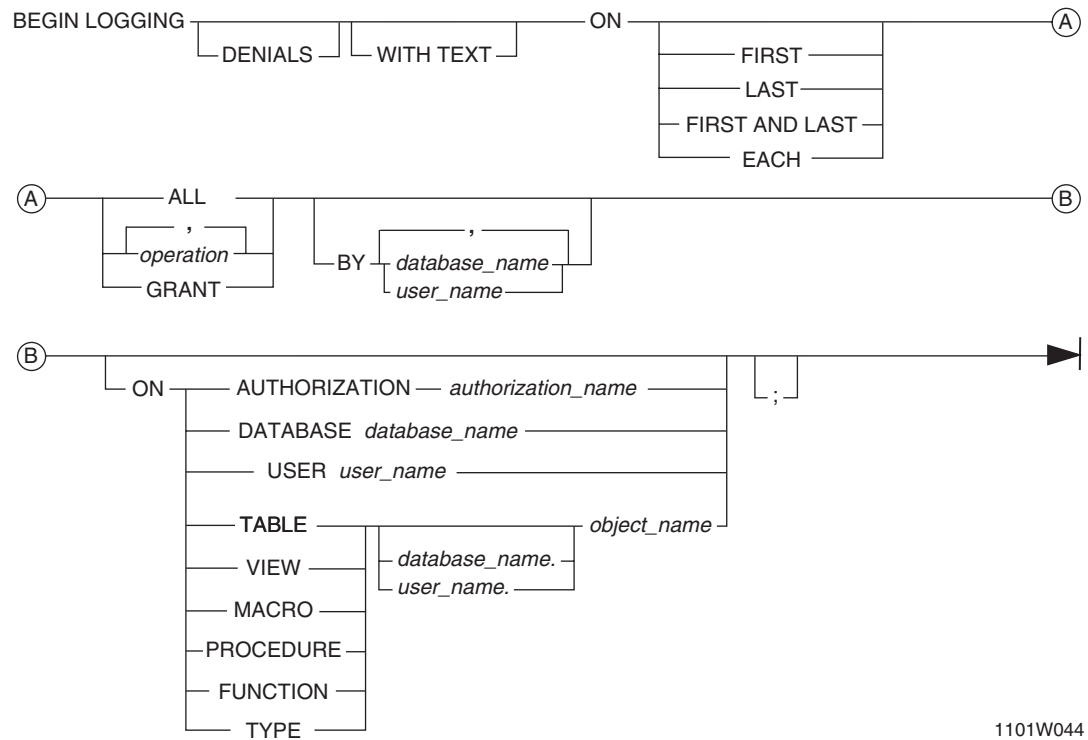 BEGIN LOGGING DENIALS WITH TEXT ON FIRST A
LAST
FIRST AND LAST
EACH
A ALL B
,
operation
GRANT
BY ,
database_name
user_name
B ON AUTHORIZATION authorization_name ;
DATABASE database_name
USER user_name
TABLE object_name
database_name.
user_name.
VIEW
MACRO
PROCEDURE
FUNCTION
TYPE
1101W044